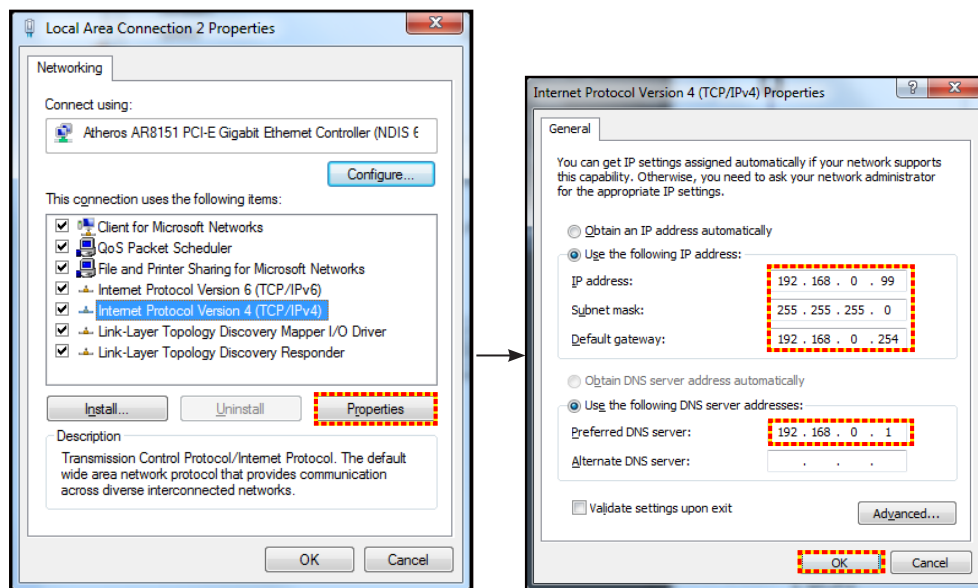 Local Area Connection 2 Properties
Networking
Connect using:
Atheros AR8151 PCI-E Gigabit Ethernet Controller (NDIS 6
Configure...
This connection uses the following items:
Client for Microsoft Networks
QoS Packet Scheduler
File and Printer Sharing for Microsoft Networks
Internet Protocol Version 6 (TCP/IPv6)
Internet Protocol Version 4 (TCP/IPv4)
Link-Layer Topology Discovery Mapper I/O Driver
Link-Layer Topology Discovery Responder
Install...
Uninstall
Properties
Description
Transmission Control Protocol/Internet Protocol. The default
wide area network protocol that provides communication
across diverse interconnected networks.
OK
Cancel
Internet Protocol Version 4 (TCP/IPv4) Properties
General
You can get IP settings assigned automatically if your network supports
this capability. Otherwise, you need to ask your network administrator
for the appropriate IP settings.
Obtain an IP address automatically
Use the following IP address:
IP address: 192 . 168 . 0 . 99
Subnet mask: 255 . 255 . 255 . 0
Default gateway: 192 . 168 . 0 . 254
Obtain DNS server address automatically
Use the following DNS server addresses:
Preferred DNS server: 192 . 168 . 0 . 1
Alternate DNS server: . . .
Validate settings upon exit
Advanced...
OK
Cancel